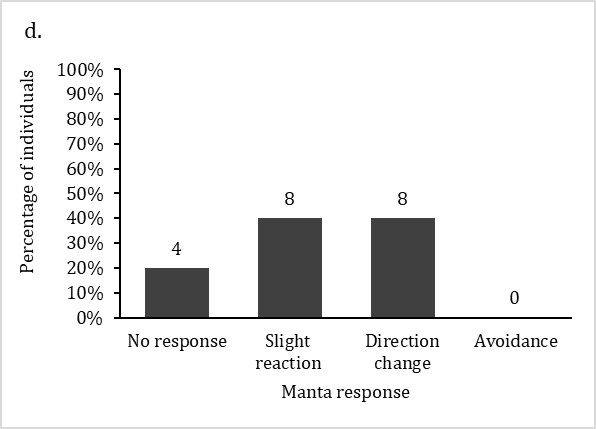 d.
Percentage of individuals
100%
90%
80%
70%
60%
50%
40%
30%
20%
10%
0%
4
8
8
0
No response
Slight
reaction
Direction
change
Avoidance
Manta response